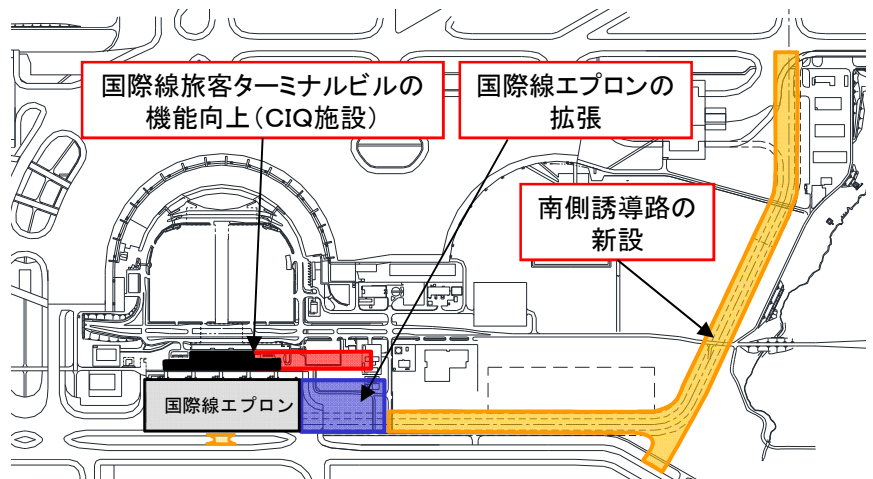 国際線旅客ターミナルビルの
機能向上（CIQ施設）
国際線エプロンの
拡張
南側誘導路の
新設
国際線エプロン